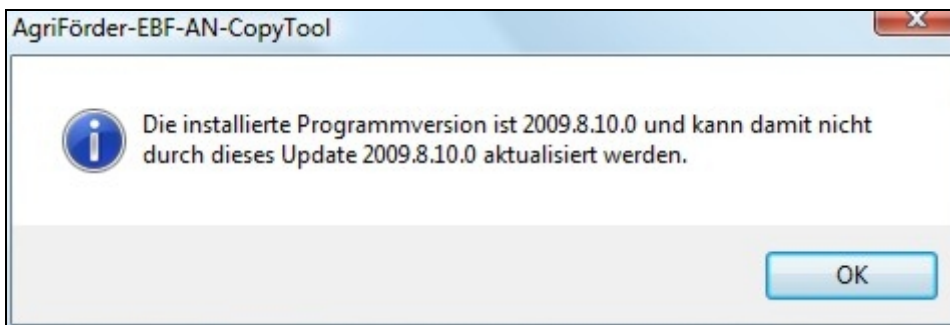 AgriFörder-EBF-AN-CopyTool
Die installierte Programmversion ist 2009.8.10.0 und kann damit nicht
durch dieses Update 2009.8.10.0 aktualisiert werden.
OK